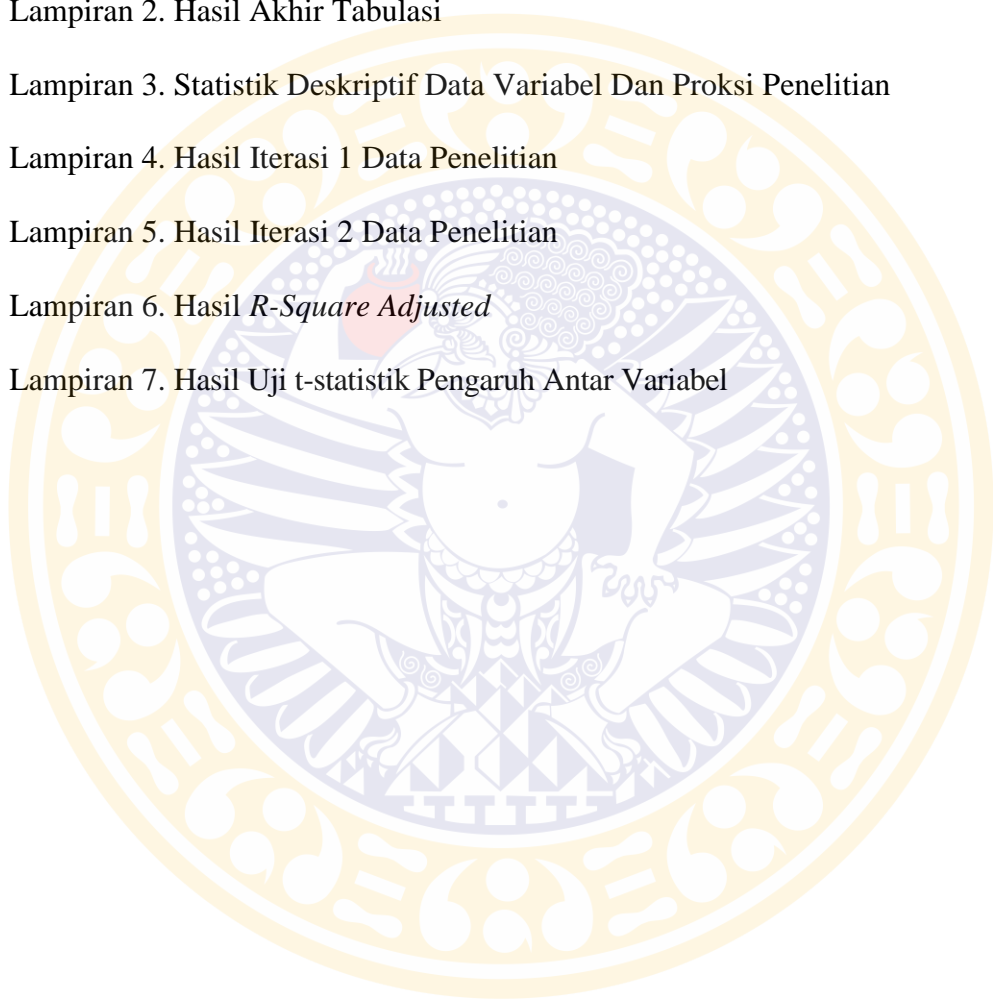 Lampiran 2. Hasil Akhir Tabulasi
Lampiran 3. Statistik Deskriptif Data Variabel Dan Proksi Penelitian
Lampiran 4. Hasil Iterasi 1 Data Penelitian
Lampiran 5. Hasil Iterasi 2 Data Penelitian
Lampiran 6. Hasil R-Square Adjusted
Lampiran 7. Hasil Uji t-statistik Pengaruh Antar Variabel